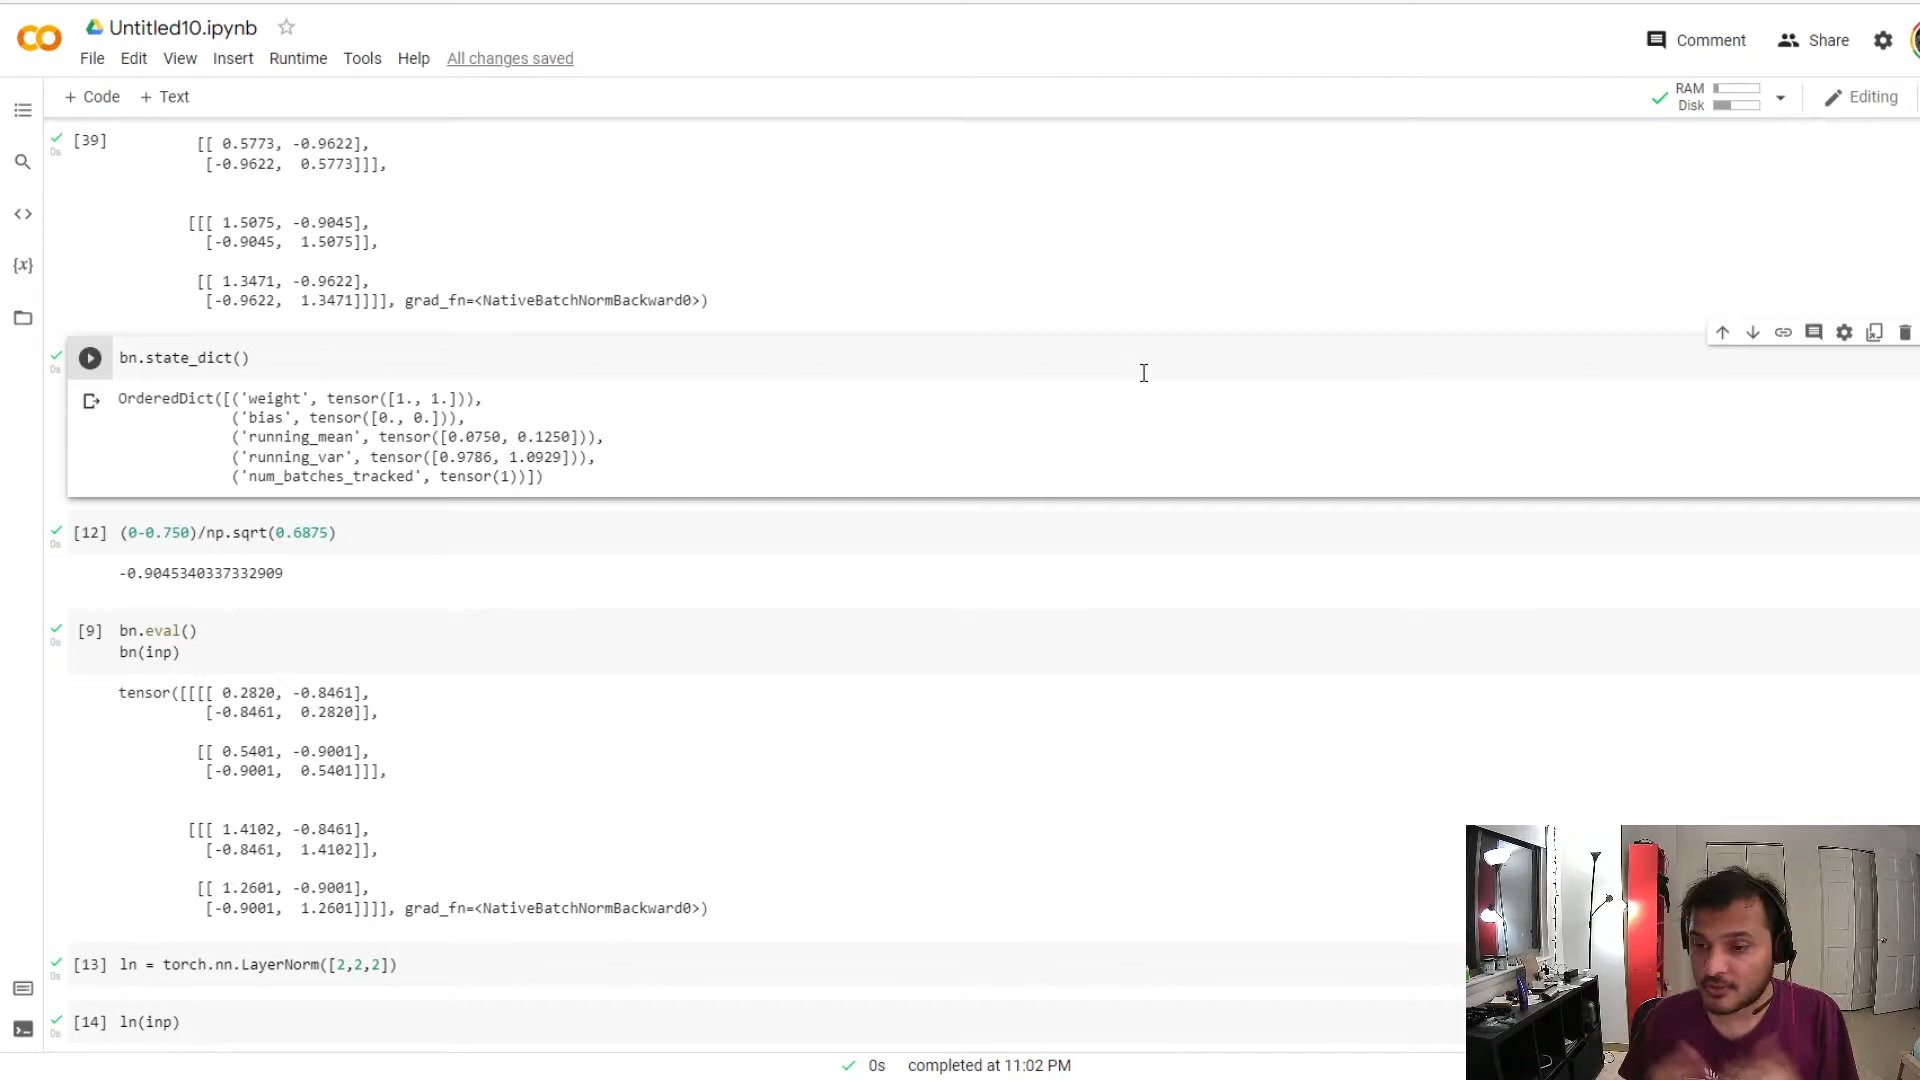 Untitled10.ipynb
File Edit View Insert Runtime Tools Help All changes saved
Comment Share
+ Code + Text
RAM
Disk
Editing
[39] [[ 0.5773, -0.9622],
[-0.9622, 0.5773]]],
[[[ 1.5075, -0.9045],
[-0.9045, 1.5075]],
[[ 1.3471, -0.9622],
[-0.9622, 1.3471]]]], grad_fn=<NativeBatchNormBackward0>)
0s
bn.state_dict()
0s
OrderedDict([('weight', tensor([1., 1.])),
('bias', tensor([0., 0.])),
('running_mean', tensor([0.0750, 0.1250])),
('running_var', tensor([0.9786, 1.0929])),
('num_batches_tracked', tensor(1))])
[12] (0-0.750)/np.sqrt(0.6875)
0s
-0.9045340337332909
[9] bn.eval()
0s
bn(inp)
tensor([[[[ 0.2820, -0.8461],
[-0.8461, 0.2820]],
[[ 0.5401, -0.9001],
[-0.9001, 0.5401]]],
[[[ 1.4102, -0.8461],
[-0.8461, 1.4102]],
[[ 1.2601, -0.9001],
[-0.9001, 1.2601]]]], grad_fn=<NativeBatchNormBackward0>)
[13] ln = torch.nn.LayerNorm([2,2,2])
0s
[14] ln(inp)
0s
0s completed at 11:02 PM